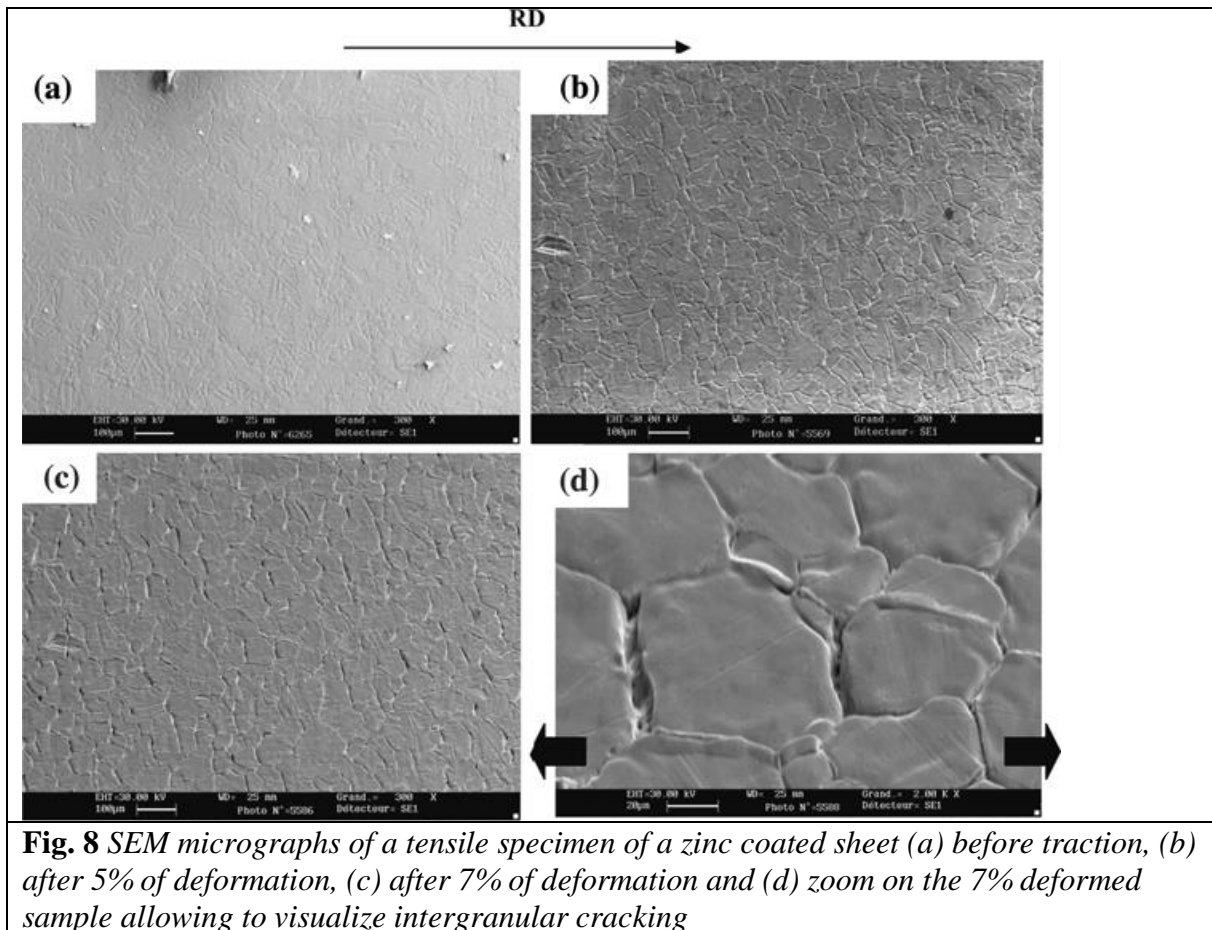 RD
(a)
EHT=30.00 kV WD= 25 mm Grand.= 300 X
100µm Photo N°=6265 Détecteur= SE1
(b)
EHT=30.00 kV WD= 25 mm Grand.= 300 X
100µm Photo N°=5569 Détecteur= SE1
(c)
EHT=30.00 kV WD= 25 mm Grand.= 300 X
100µm Photo N°=5586 Détecteur= SE1
(d)
EHT=30.00 kV WD= 25 mm Grand.= 2.00 K X
20µm Photo N°=5588 Détecteur= SE1
Fig. 8 SEM micrographs of a tensile specimen of a zinc coated sheet (a) before traction, (b)
after 5% of deformation, (c) after 7% of deformation and (d) zoom on the 7% deformed
sample allowing to visualize intergranular cracking